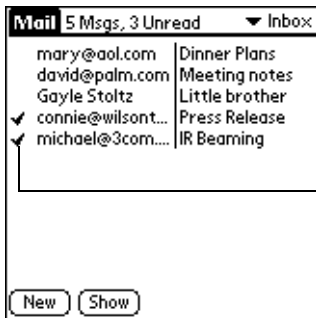 Mail 5 Msgs, 3 Unread Inbox
mary@aol.com Dinner Plans
david@palm.com Meeting notes
Gayle Stoltz Little brother
connie@wilsont... Press Release
michael@3com.... IR Beaming
New Show